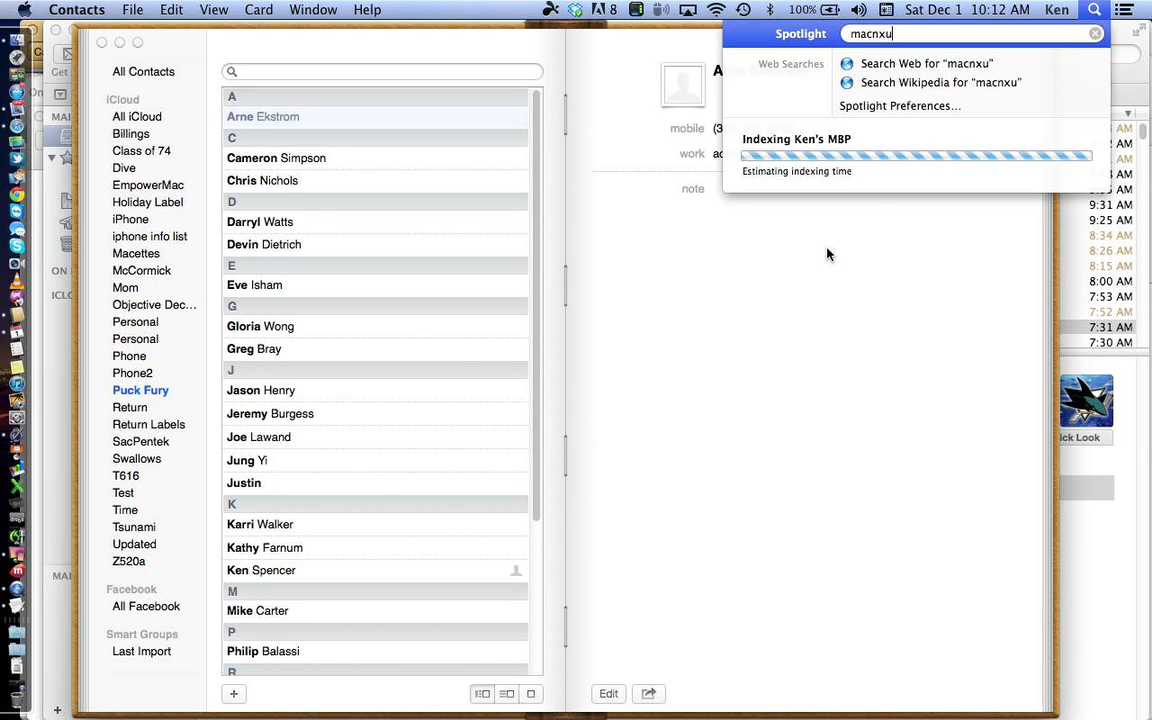 Contacts File Edit View Card Window Help
8 100% Sat Dec 1 10:12 AM Ken
Spotlight macnxu
Web Searches Search Web for “macnxu”
Search Wikipedia for “macnxu”
Spotlight Preferences…
Indexing Ken's MBP
Estimating indexing time
All Contacts
iCloud
All iCloud
Billings
Class of 74
Dive
EmpowerMac
Holiday Label
iPhone
iphone info list
Macettes
McCormick
Mom
Objective Dec...
Personal
Personal
Phone
Phone2
Puck Fury
Return
Return Labels
SacPentek
Swallows
T616
Test
Time
Tsunami
Updated
Z520a
Facebook
All Facebook
Smart Groups
Last Import
A
Arne Ekstrom
C
Cameron Simpson
Chris Nichols
D
Darryl Watts
Devin Dietrich
E
Eve Isham
G
Gloria Wong
Greg Bray
J
Jason Henry
Jeremy Burgess
Joe Lawand
Jung Yi
Justin
K
Karri Walker
Kathy Farnum
Ken Spencer
M
Mike Carter
P
Philip Balassi
R
+
mobile (3
work
note
Edit
Get
MAI
ON
ICLO
MAI
+
9:31 AM
9:25 AM
8:34 AM
8:26 AM
8:15 AM
8:00 AM
7:53 AM
7:52 AM
7:31 AM
7:30 AM
ick Look